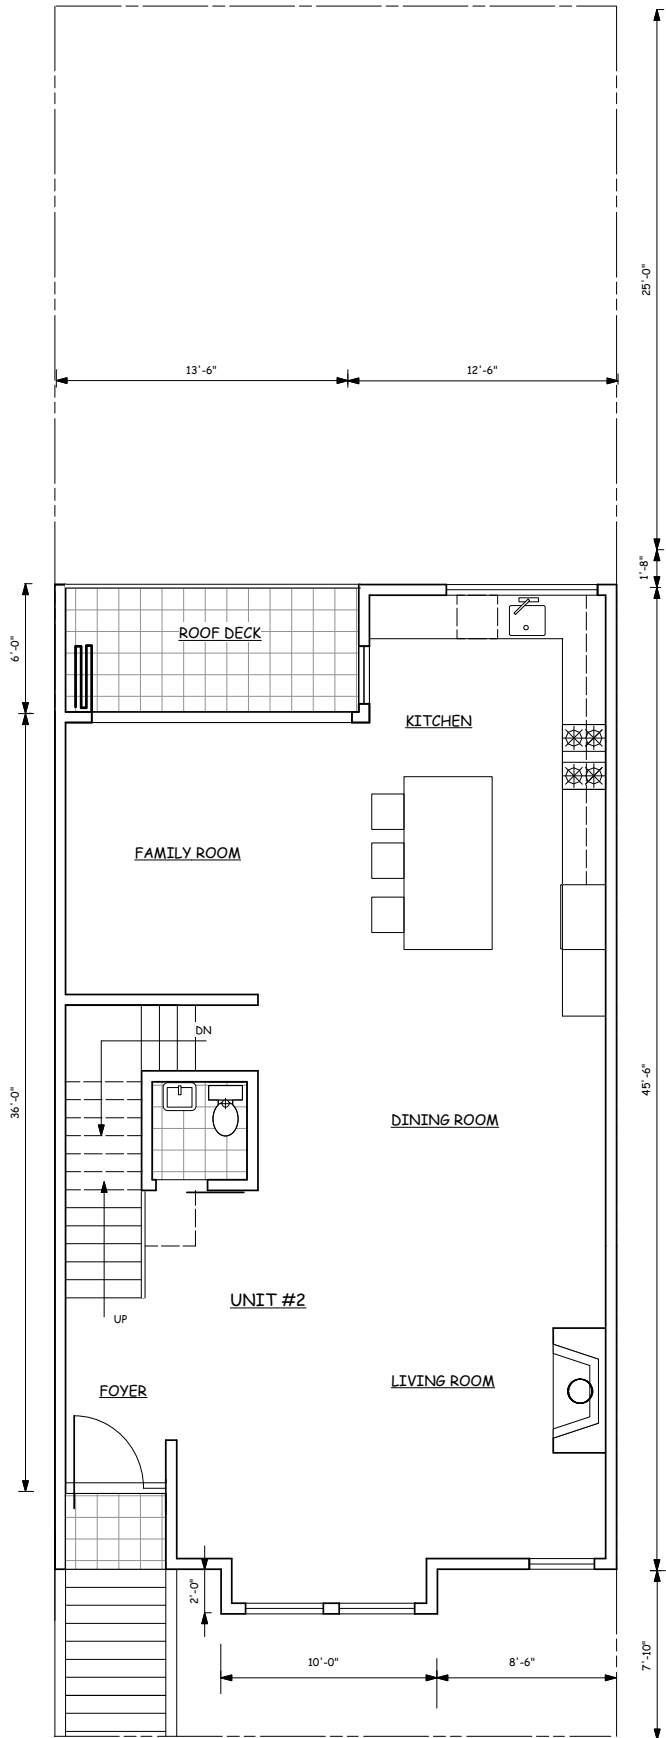 25'-0"
13'-6"
12'-6"
1'-8"
6'-0"
ROOF DECK
KITCHEN
FAMILY ROOM
DN
36'-0"
45'-6"
DINING ROOM
UNIT #2
UP
LIVING ROOM
FOYER
2'-0"
10'-0"
8'-6"
7'-10"